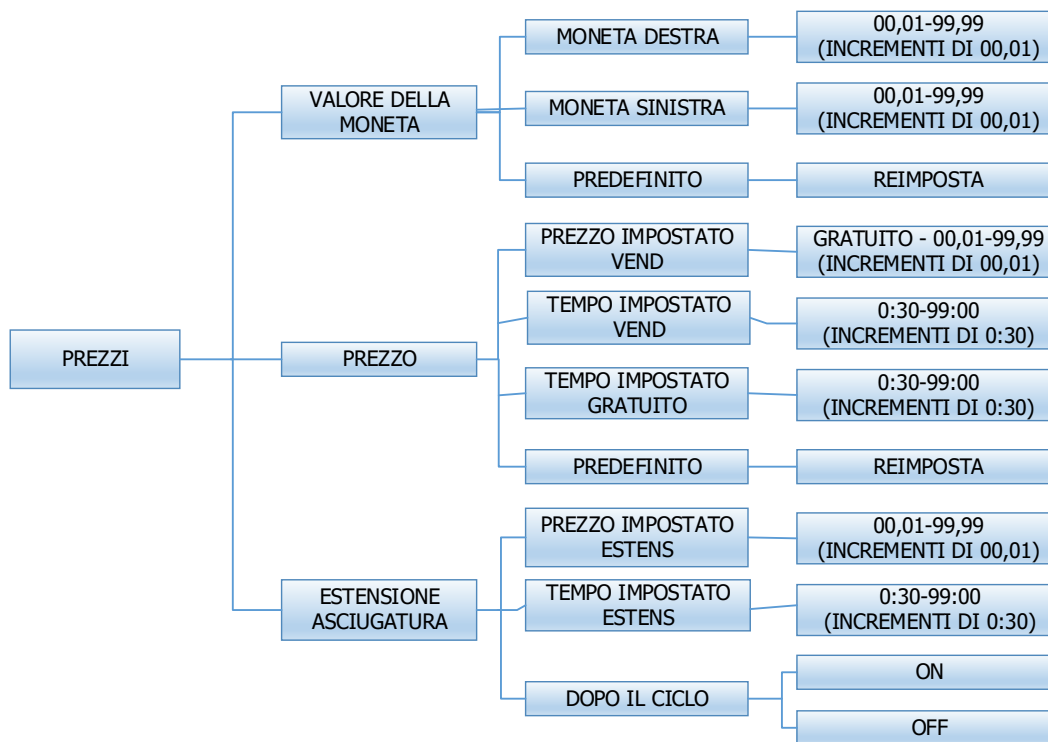 PREZZI
VALORE DELLA
MONETA
MONETA DESTRA
00,01-99,99
(INCREMENTI DI 00,01)
MONETA SINISTRA
00,01-99,99
(INCREMENTI DI 00,01)
PREDEFINITO
REIMPOSTA
PREZZO
PREZZO IMPOSTATO
VEND
GRATUITO - 00,01-99,99
(INCREMENTI DI 00,01)
TEMPO IMPOSTATO
VEND
0:30-99:00
(INCREMENTI DI 0:30)
TEMPO IMPOSTATO
GRATUITO
0:30-99:00
(INCREMENTI DI 0:30)
PREDEFINITO
REIMPOSTA
ESTENSIONE
ASCIUGATURA
PREZZO IMPOSTATO
ESTENS
00,01-99,99
(INCREMENTI DI 00,01)
TEMPO IMPOSTATO
ESTENS
0:30-99:00
(INCREMENTI DI 0:30)
DOPO IL CICLO
ON
OFF